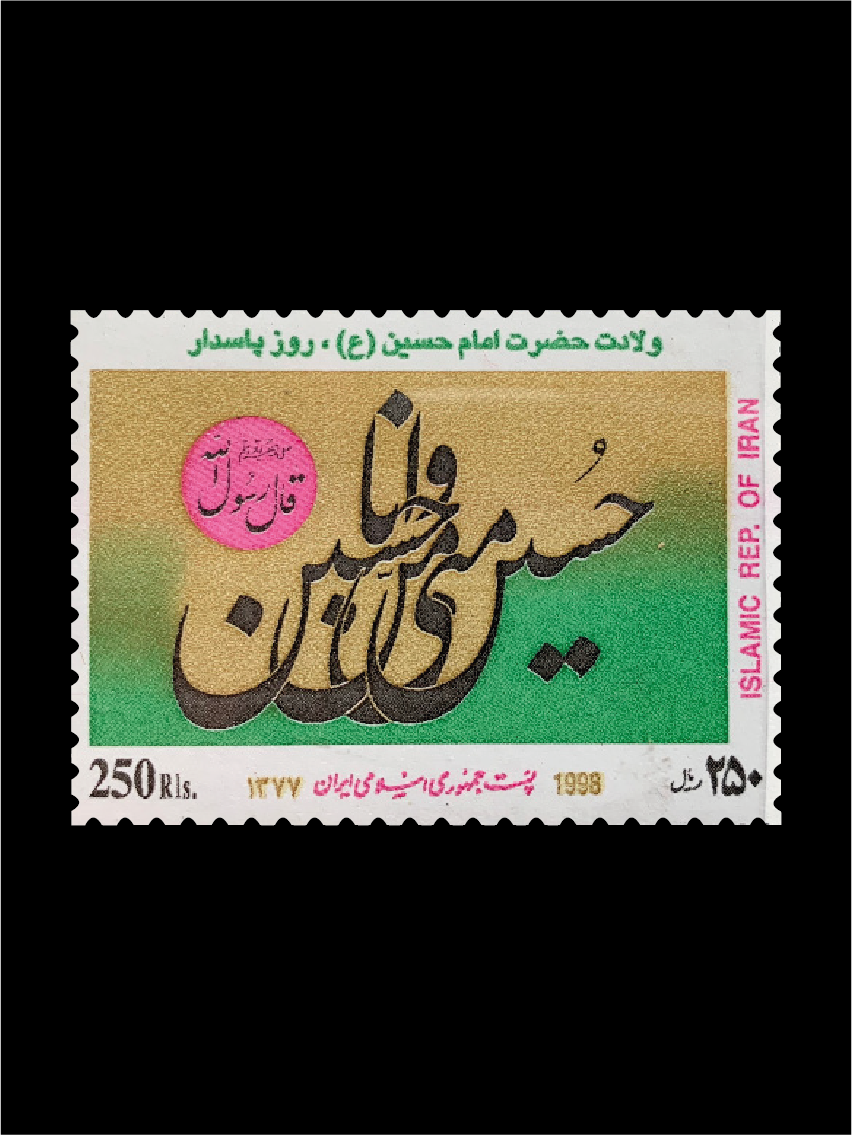 ولادت حضرت امام حسین (ع) ، روز پاسدار
قال رسول الله
حُسین منی وانا من حسین
ISLAMIC REP. OF IRAN
250 Rls.
۱۳۷۷ پست جمهوری اسلامی ایران 1998
۲۵۰ ریال